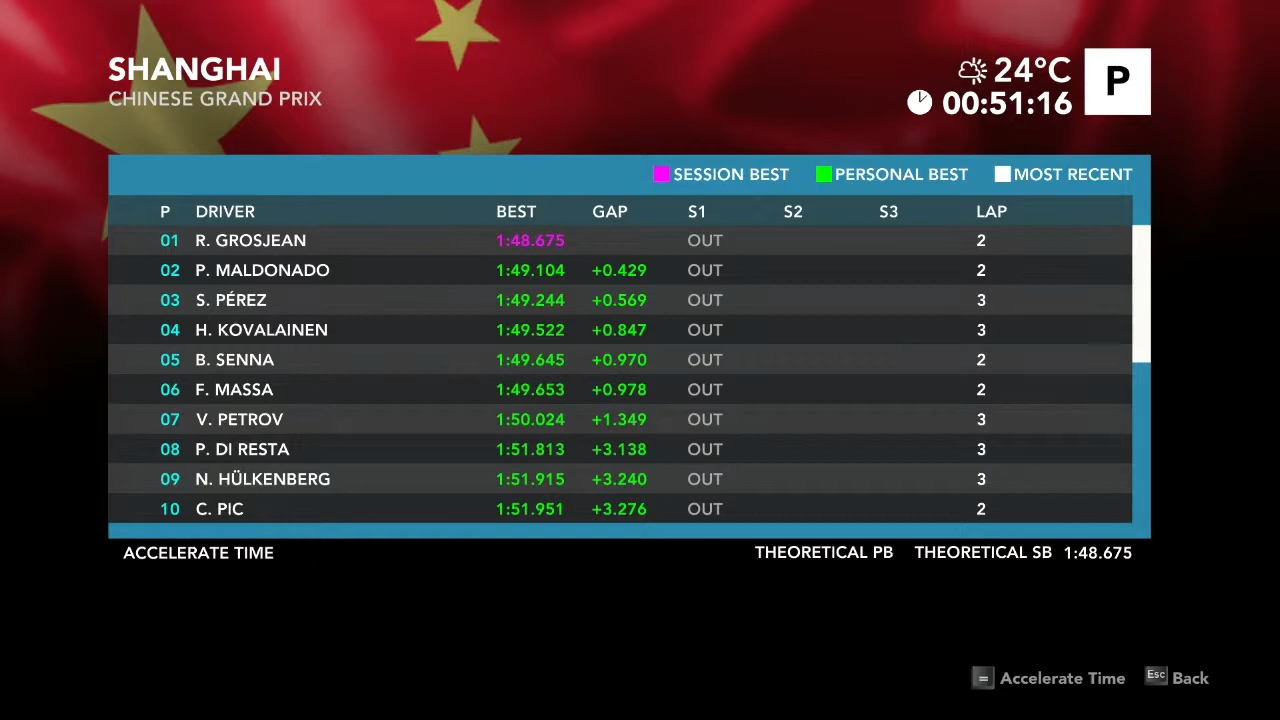 SHANGHAI
CHINESE GRAND PRIX
24°C
00:51:16
P
SESSION BEST PERSONAL BEST MOST RECENT
P DRIVER BEST GAP S1 S2 S3 LAP
01 R. GROSJEAN 1:48.675 OUT 2
02 P. MALDONADO 1:49.104 +0.429 OUT 2
03 S. PÉREZ 1:49.244 +0.569 OUT 3
04 H. KOVALAINEN 1:49.522 +0.847 OUT 3
05 B. SENNA 1:49.645 +0.970 OUT 2
06 F. MASSA 1:49.653 +0.978 OUT 2
07 V. PETROV 1:50.024 +1.349 OUT 3
08 P. DI RESTA 1:51.813 +3.138 OUT 3
09 N. HÜLKENBERG 1:51.915 +3.240 OUT 3
10 C. PIC 1:51.951 +3.276 OUT 2
ACCELERATE TIME THEORETICAL PB THEORETICAL SB 1:48.675
= Accelerate Time Esc Back